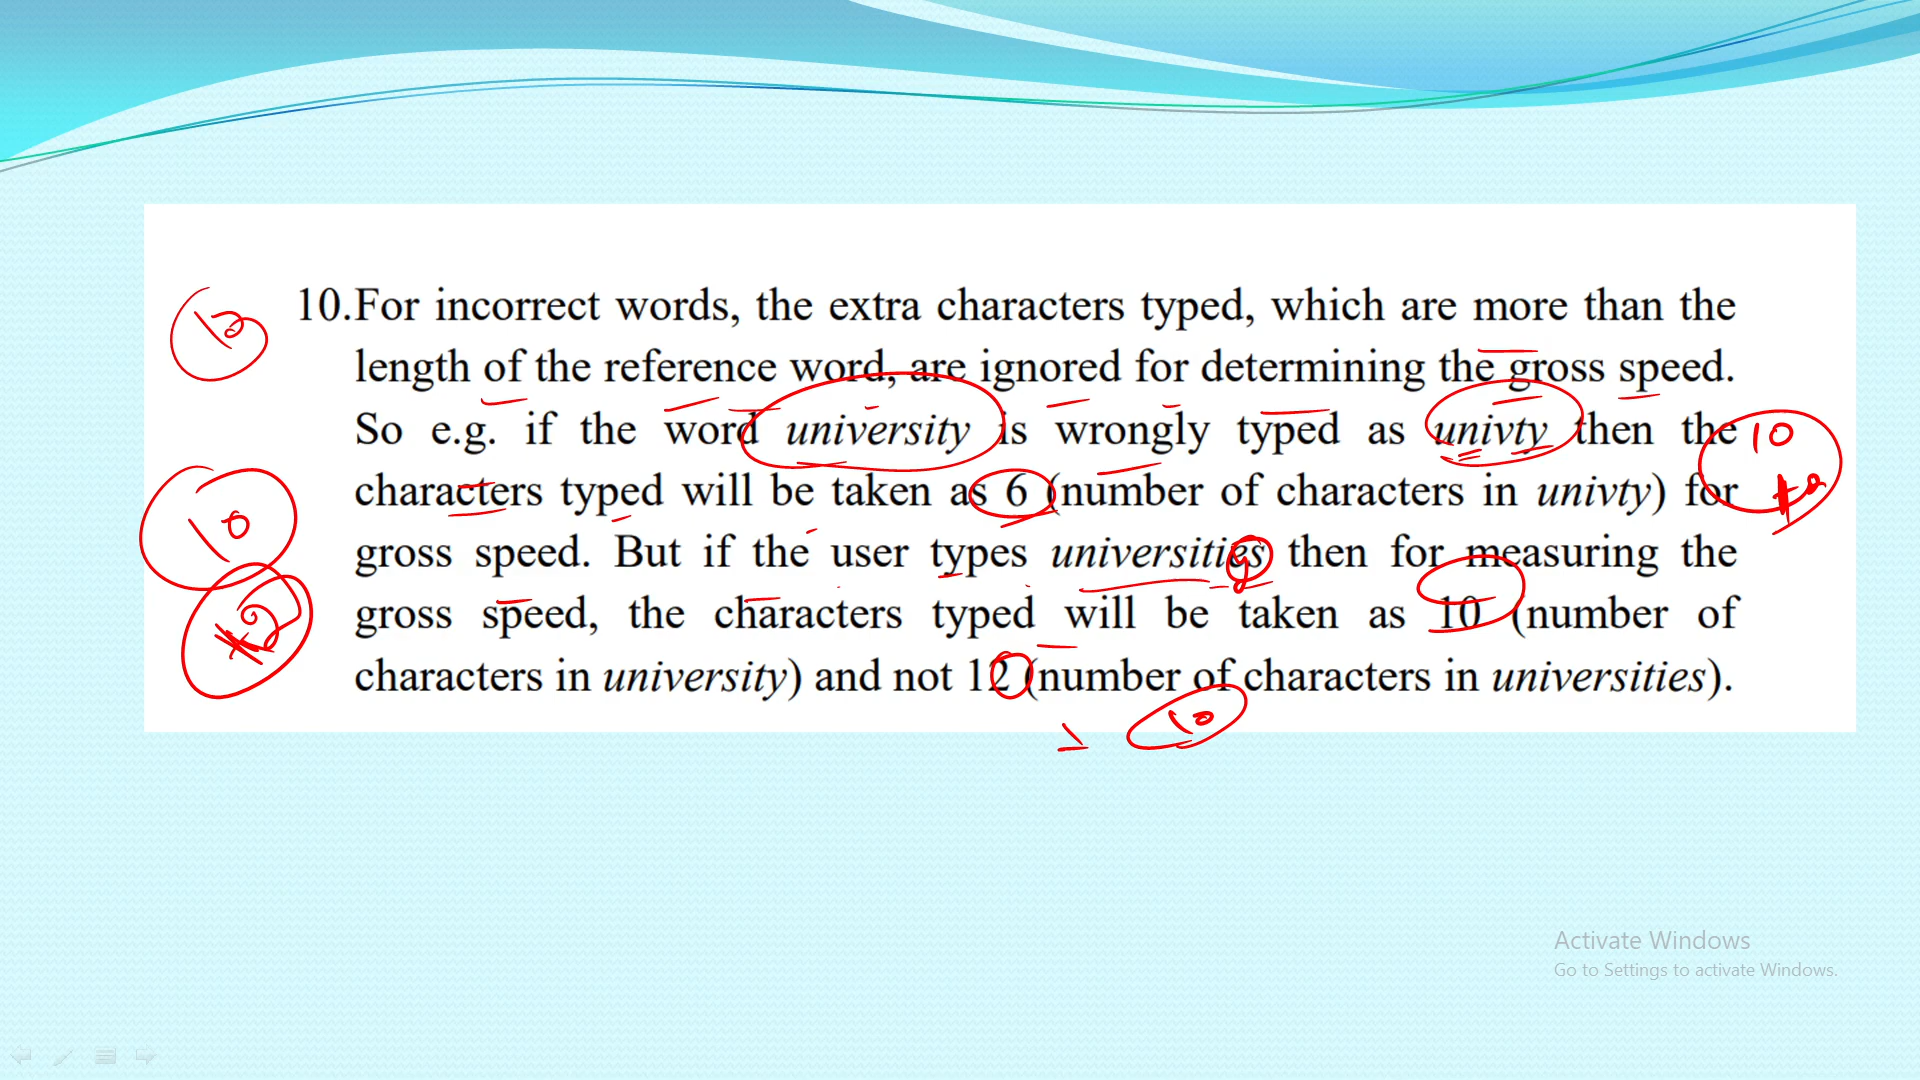 10.For incorrect words, the extra characters typed, which are more than the
length of the reference word, are ignored for determining the gross speed.
So e.g. if the word university is wrongly typed as univty then the
characters typed will be taken as 6 (number of characters in univty) for
gross speed. But if the user types universities then for measuring the
gross speed, the characters typed will be taken as 10 (number of
characters in university) and not 12 (number of characters in universities).
10
10
10
Activate Windows
Go to Settings to activate Windows.